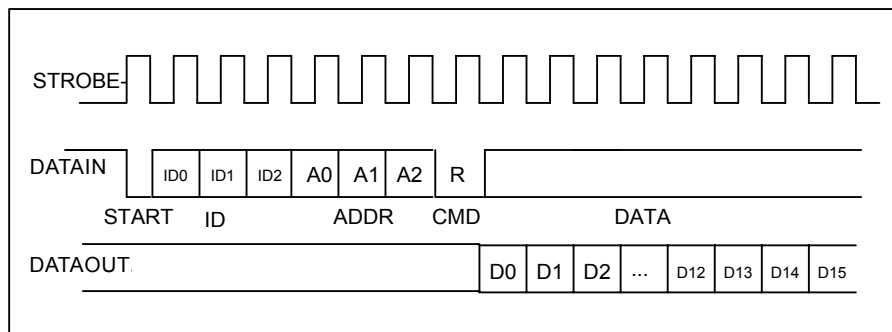 STROBE-
DATAIN ID0 ID1 ID2 A0 A1 A2 R
START ID ADDR CMD DATA
DATAOUT. D0 D1 D2 ... D12 D13 D14 D15